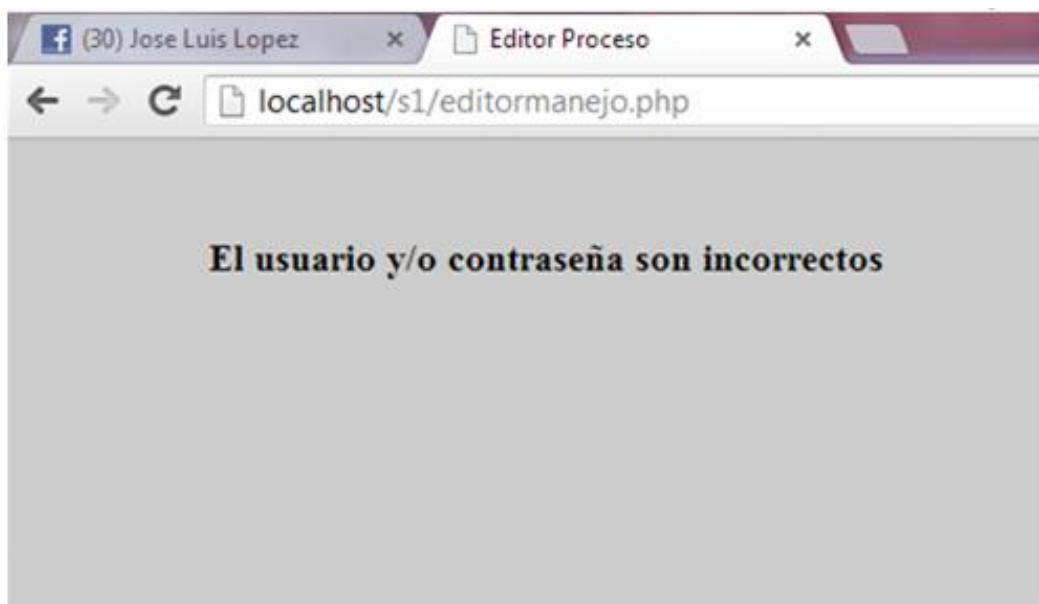 (30) Jose Luis Lopez
Editor Proceso
localhost/s1/editormanejo.php
El usuario y/o contraseña son incorrectos